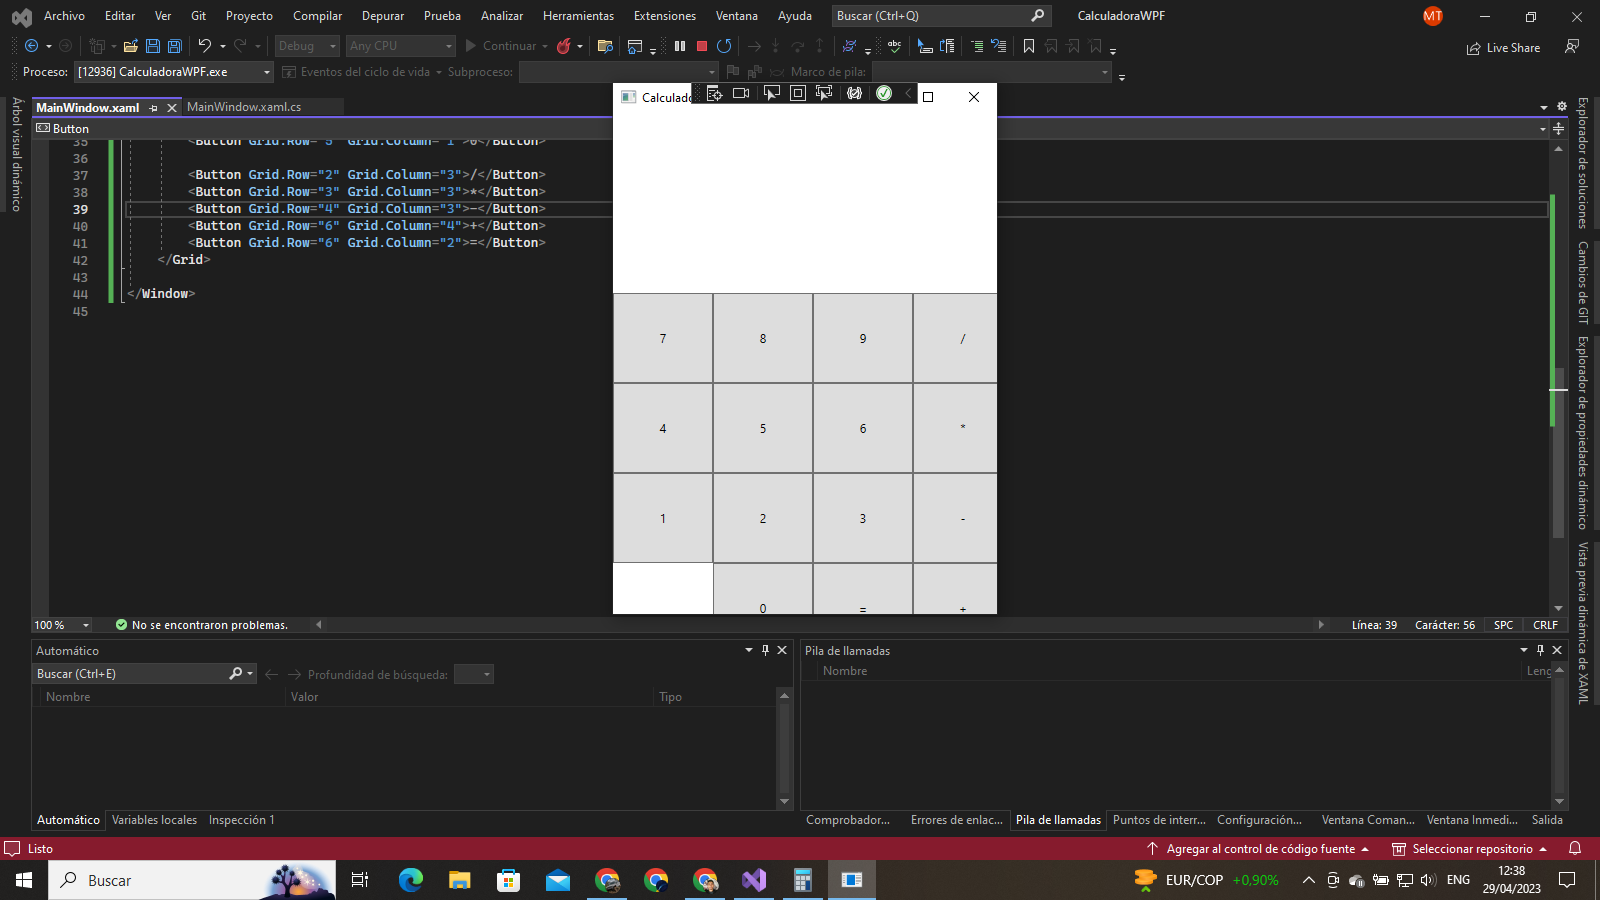 Archivo Editar Ver Git Proyecto Compilar Depurar Prueba Analizar Herramientas Extensiones Ventana Ayuda Buscar (Ctrl+Q) CalculadoraWPF MT
Debug Any CPU Continuar Live Share
Proceso: [12936] CalculadoraWPF.exe Eventos del ciclo de vida Subproceso: Marco de pila:
MainWindow.xaml MainWindow.xaml.cs
Button
35 <Button Grid.Row="5" Grid.Column="1">0</Button>
36
37 <Button Grid.Row="2" Grid.Column="3">/</Button>
38 <Button Grid.Row="3" Grid.Column="3">*</Button>
39 <Button Grid.Row="4" Grid.Column="3">-</Button>
40 <Button Grid.Row="6" Grid.Column="4">+</Button>
41 <Button Grid.Row="6" Grid.Column="2">=</Button>
42 </Grid>
43
44 </Window>
45
Calculado
7 8 9 /
4 5 6 *
1 2 3 -
0 = +
Árbol visual dinámico
Explorador de soluciones
Cambios de GIT
Explorador de propiedades dinámico
Vista previa dinámica de XAML
100 % No se encontraron problemas. Línea: 39 Carácter: 56 SPC CRLF
Automático
Buscar (Ctrl+E) Profundidad de búsqueda:
Nombre Valor Tipo
Automático Variables locales Inspección 1
Pila de llamadas
Nombre Leng
Comprobador... Errores de enlac... Pila de llamadas Puntos de interr... Configuración... Ventana Coman... Ventana Inmedi... Salida
Listo Agregar al control de código fuente Seleccionar repositorio
Buscar EUR/COP +0,90% ENG 12:38
29/04/2023